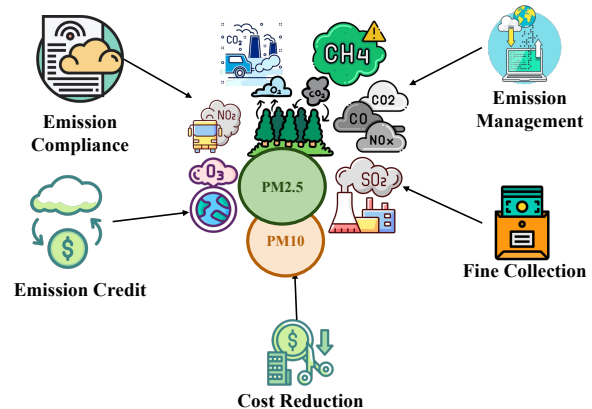 CO₂
CH₄
NO₂
O₂
CO₂
CO2
CO
NOx
O₃
SO₂
PM2.5
PM10
Emission
Compliance
Emission
Management
Emission Credit
$
Fine Collection
$
Cost Reduction